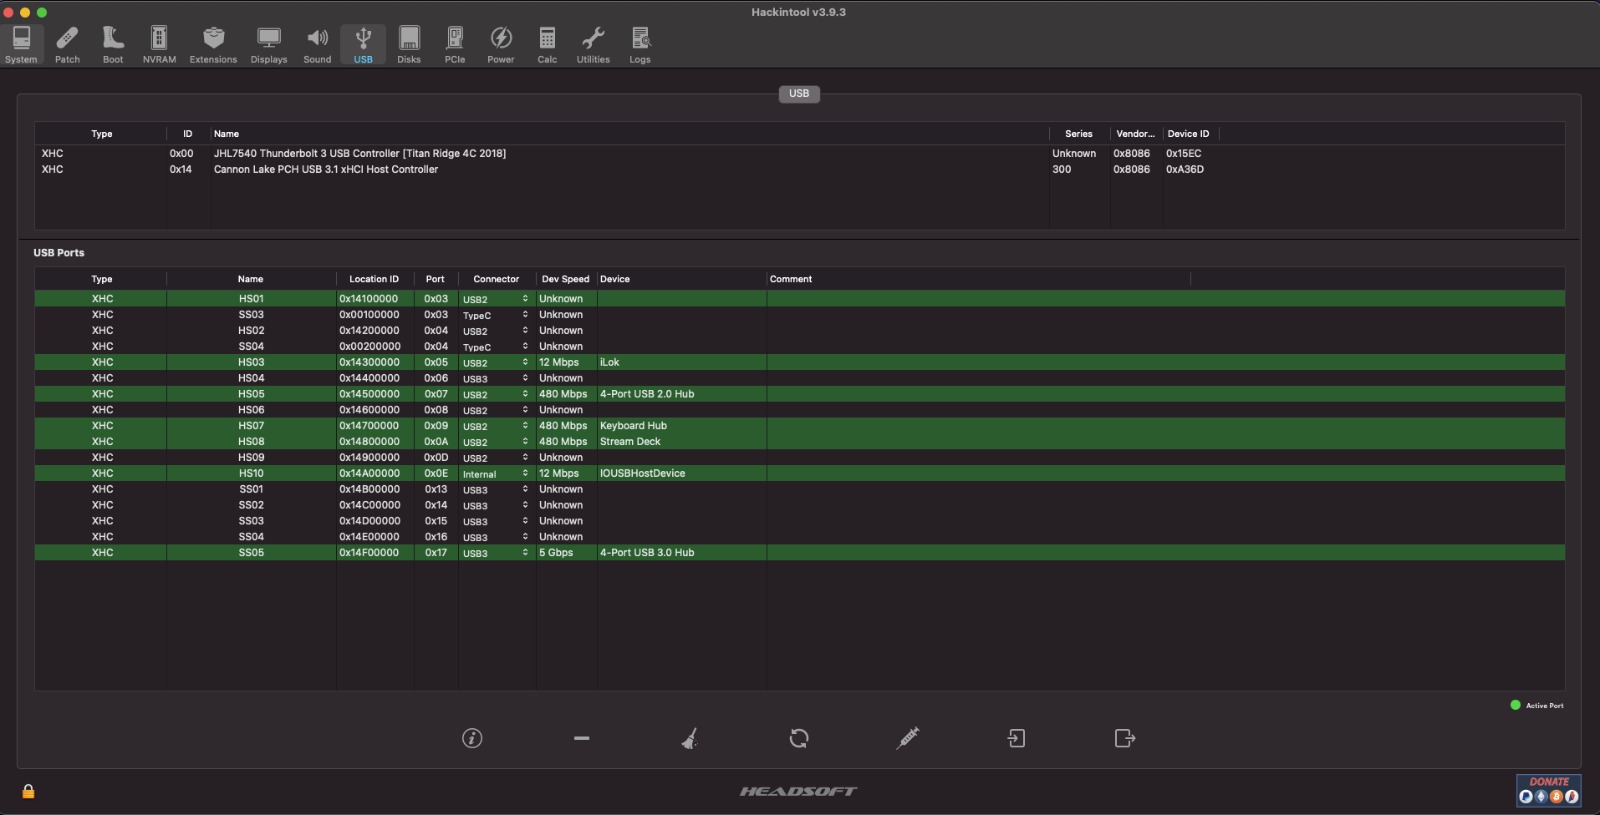 Hackintool v3.9.3
System Patch Boot NVRAM Extensions Displays Sound USB Disks PCIe Power Calc Utilities Logs
USB
Type ID Name Series Vendor... Device ID
XHC 0x00 JHL7540 Thunderbolt 3 USB Controller [Titan Ridge 4C 2018] Unknown 0x8086 0x15EC
XHC 0x14 Cannon Lake PCH USB 3.1 xHCI Host Controller 300 0x8086 0xA36D
USB Ports
Type Name Location ID Port Connector Dev Speed Device Comment
XHC HS01 0x14100000 0x03 USB2 Unknown
XHC SS03 0x00100000 0x03 TypeC Unknown
XHC HS02 0x14200000 0x04 USB2 Unknown
XHC SS04 0x00200000 0x04 TypeC Unknown
XHC HS03 0x14300000 0x05 USB2 12 Mbps iLok
XHC HS04 0x14400000 0x06 USB3 Unknown
XHC HS05 0x14500000 0x07 USB2 480 Mbps 4-Port USB 2.0 Hub
XHC HS06 0x14600000 0x08 USB2 Unknown
XHC HS07 0x14700000 0x09 USB2 480 Mbps Keyboard Hub
XHC HS08 0x14800000 0x0A USB2 480 Mbps Stream Deck
XHC HS09 0x14900000 0x0D USB2 Unknown
XHC HS10 0x14A00000 0x0E Internal 12 Mbps IOUSBHostDevice
XHC SS01 0x14B00000 0x13 USB3 Unknown
XHC SS02 0x14C00000 0x14 USB3 Unknown
XHC SS03 0x14D00000 0x15 USB3 Unknown
XHC SS04 0x14E00000 0x16 USB3 Unknown
XHC SS05 0x14F00000 0x17 USB3 5 Gbps 4-Port USB 3.0 Hub
Active Port
HEADSOFT
DONATE